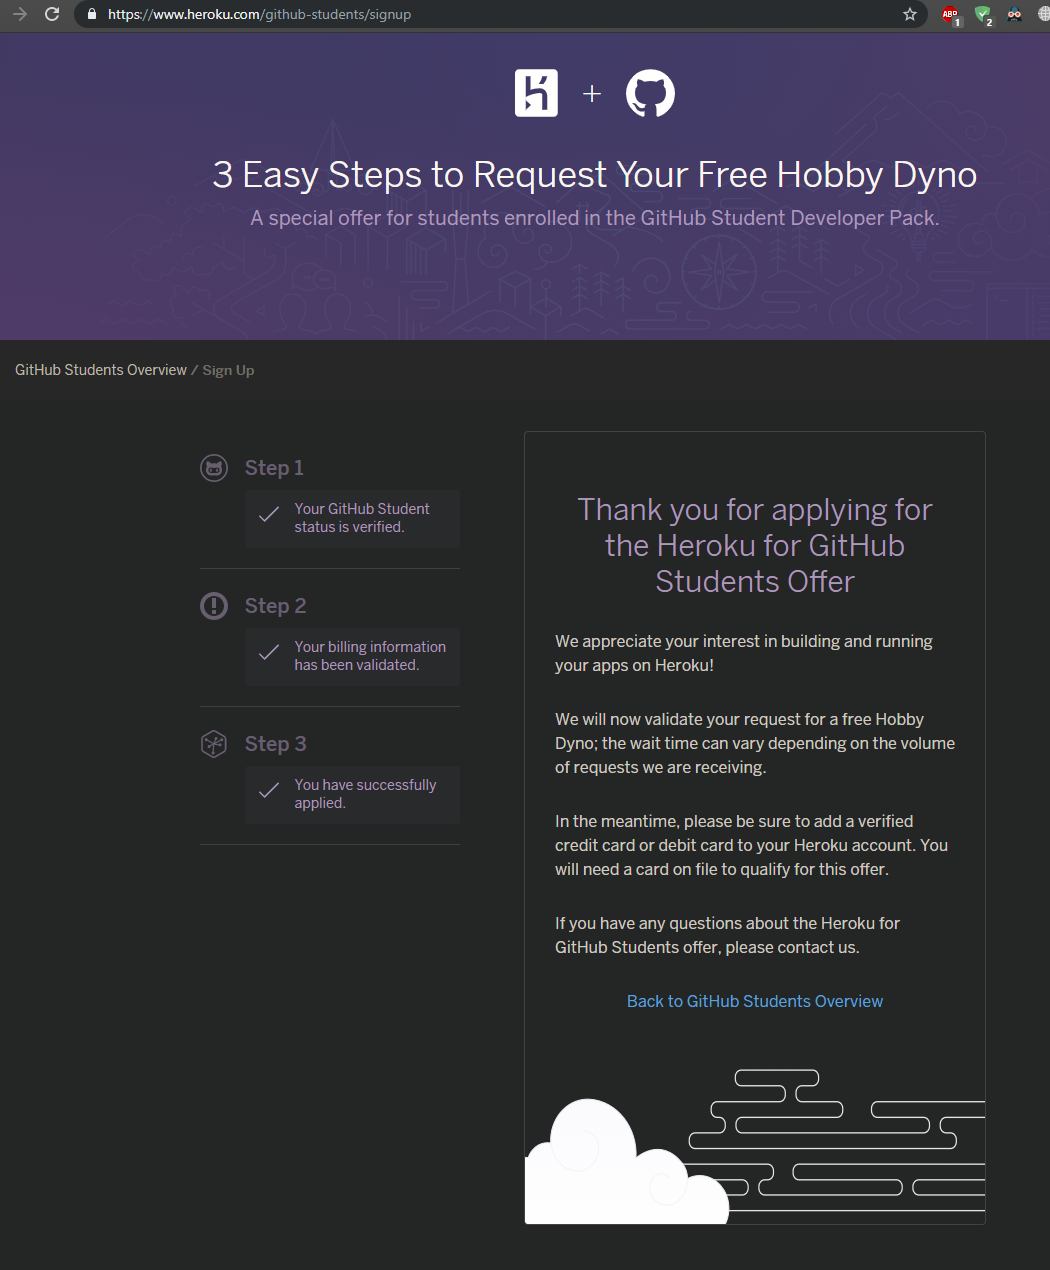 https://www.heroku.com/github-students/signup
ABP 1 2
3 Easy Steps to Request Your Free Hobby Dyno
A special offer for students enrolled in the GitHub Student Developer Pack.
GitHub Students Overview / Sign Up
Step 1
Your GitHub Student
status is verified.
Step 2
Your billing information
has been validated.
Step 3
You have successfully
applied.
Thank you for applying for
the Heroku for GitHub
Students Offer
We appreciate your interest in building and running
your apps on Heroku!
We will now validate your request for a free Hobby
Dyno; the wait time can vary depending on the volume
of requests we are receiving.
In the meantime, please be sure to add a verified
credit card or debit card to your Heroku account. You
will need a card on file to qualify for this offer.
If you have any questions about the Heroku for
GitHub Students offer, please contact us.
Back to GitHub Students Overview